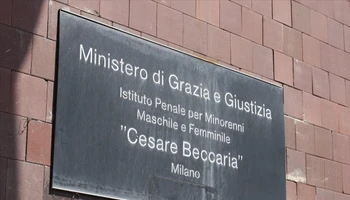 Ministero di Grazia e Giustizia
Istituto Penale per Minorenni
Maschile e Femminile
"Cesare Beccaria"
Milano